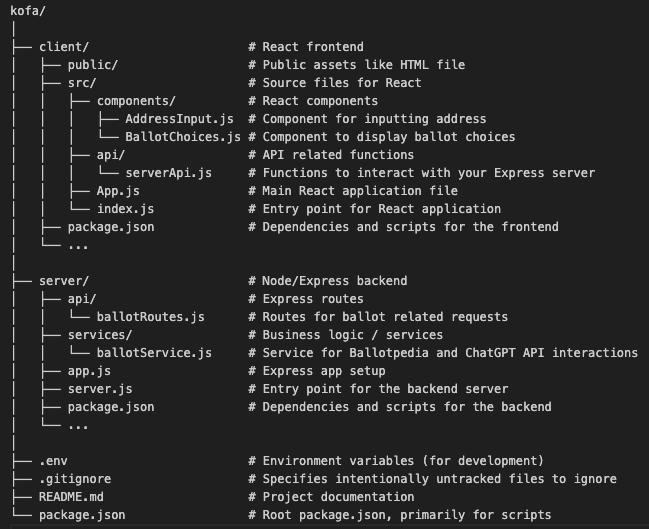 kofa/
│
├── client/                  # React frontend
│   ├── public/              # Public assets like HTML file
│   ├── src/                 # Source files for React
│   │   ├── components/      # React components
│   │   │   ├── AddressInput.js  # Component for inputting address
│   │   │   └── BallotChoices.js # Component to display ballot choices
│   │   ├── api/             # API related functions
│   │   │   └── serverApi.js     # Functions to interact with your Express server
│   │   ├── App.js           # Main React application file
│   │   └── index.js         # Entry point for React application
│   ├── package.json         # Dependencies and scripts for the frontend
│   └── ...
│
├── server/                  # Node/Express backend
│   ├── api/                 # Express routes
│   │   └── ballotRoutes.js      # Routes for ballot related requests
│   ├── services/            # Business logic / services
│   │   └── ballotService.js     # Service for Ballotpedia and ChatGPT API interactions
│   ├── app.js               # Express app setup
│   ├── server.js            # Entry point for the backend server
│   ├── package.json         # Dependencies and scripts for the backend
│   └── ...
│
├── .env                     # Environment variables (for development)
├── .gitignore               # Specifies intentionally untracked files to ignore
├── README.md                # Project documentation
└── package.json             # Root package.json, primarily for scripts